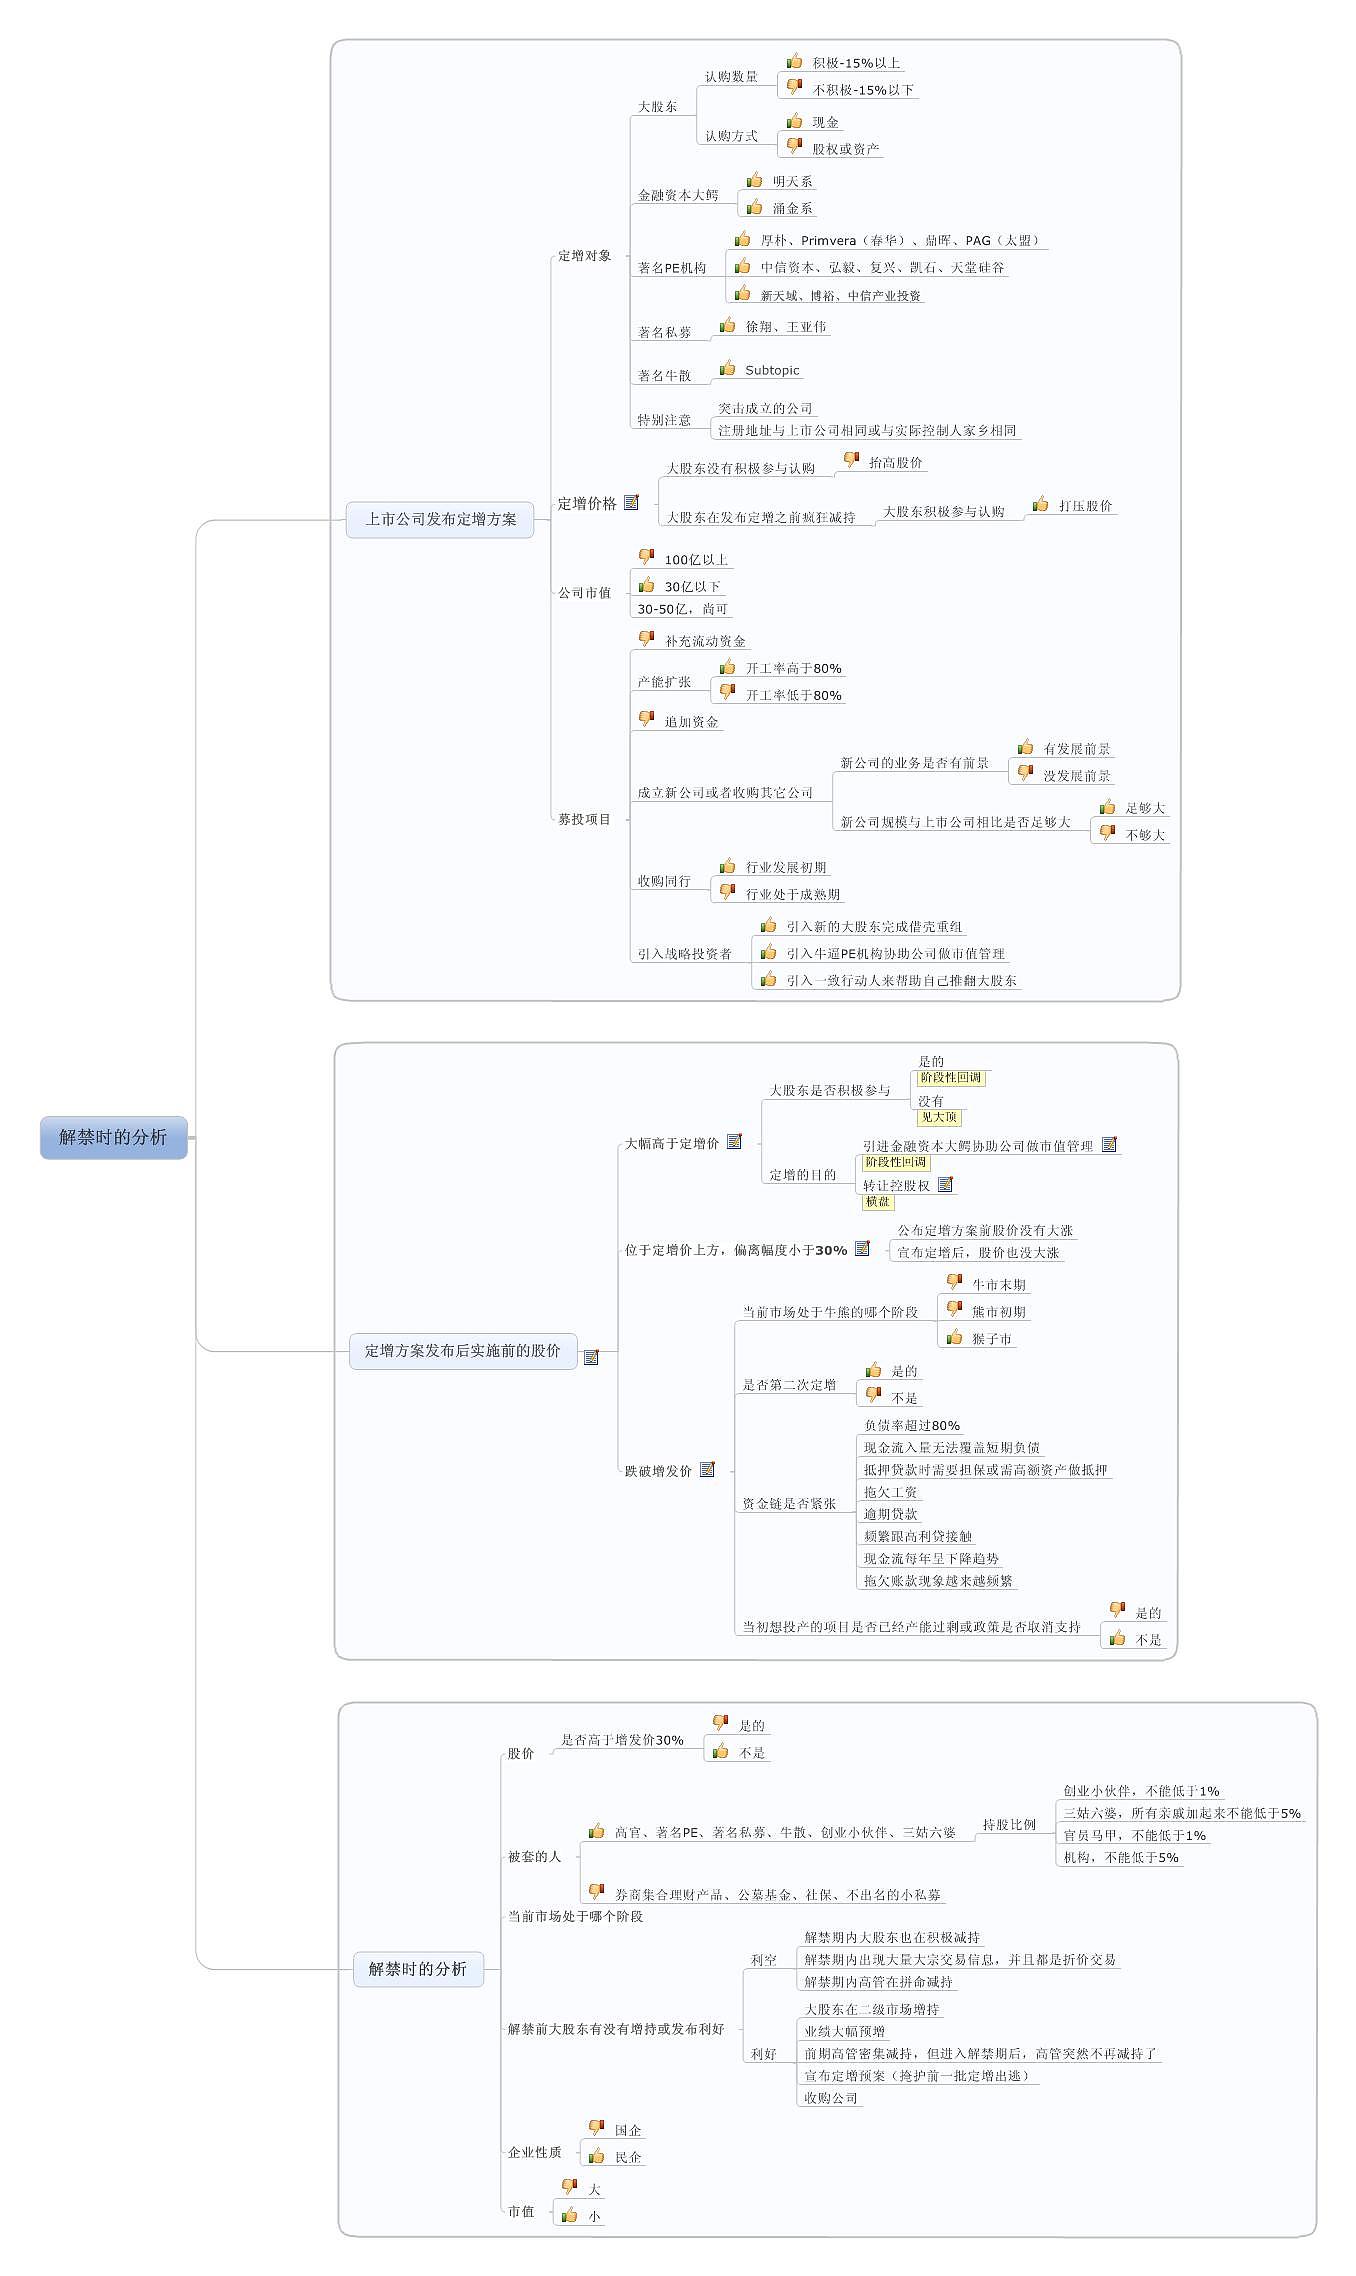 解禁时的分析
上市公司发布定增方案
定增对象
大股东
认购数量
积极-15%以上
不积极-15%以下
认购方式
现金
股权或资产
金融资本大鳄
明天系
涌金系
著名PE机构
厚朴、Primvera（春华）、鼎晖、PAG（太盟）
中信资本、弘毅、复兴、凯石、天堂硅谷
新天域、博裕、中信产业投资
著名私募
徐翔、王亚伟
著名牛散
Subtopic
特别注意
突击成立的公司
注册地址与上市公司相同或与实际控制人家乡相同
定增价格
大股东没有积极参与认购
抬高股价
大股东在发布定增之前疯狂减持
大股东积极参与认购
打压股价
公司市值
100亿以上
30亿以下
30-50亿，尚可
募投项目
补充流动资金
产能扩张
开工率高于80%
开工率低于80%
追加资金
成立新公司或者收购其它公司
新公司的业务是否有前景
有发展前景
没发展前景
新公司规模与上市公司相比是否足够大
足够大
不够大
收购同行
行业发展初期
行业处于成熟期
引入战略投资者
引入新的大股东完成借壳重组
引入牛逼PE机构协助公司做市值管理
引入一致行动人来帮助自己推翻大股东
定增方案发布后实施前的股价
大幅高于定增价
大股东是否积极参与
是的
阶段性回调
没有
见大顶
定增的目的
引进金融资本大鳄协助公司做市值管理
阶段性回调
转让控股权
横盘
位于定增价上方，偏离幅度小于30%
公布定增方案前股价没有大涨
宣布定增后，股价也没大涨
跌破增发价
当前市场处于牛熊的哪个阶段
牛市末期
熊市初期
猴子市
是否第二次定增
是的
不是
资金链是否紧张
负债率超过80%
现金流入量无法覆盖短期负债
抵押贷款时需要担保或需高额资产做抵押
拖欠工资
逾期贷款
频繁跟高利贷接触
现金流每年呈下降趋势
拖欠账款现象越来越频繁
当初想投产的项目是否已经产能过剩或政策是否取消支持
是的
不是
解禁时的分析
股价
是否高于增发价30%
是的
不是
被套的人
高官、著名PE、著名私募、牛散、创业小伙伴、三姑六婆
持股比例
创业小伙伴，不能低于1%
三姑六婆，所有亲戚加起来不能低于5%
官员马甲，不能低于1%
机构，不能低于5%
券商集合理财产品、公墓基金、社保、不出名的小私募
当前市场处于哪个阶段
解禁前大股东有没有增持或发布利好
利空
解禁期内大股东也在积极减持
解禁期内出现大量大宗交易信息，并且都是折价交易
解禁期内高管在拼命减持
利好
大股东在二级市场增持
业绩大幅预增
前期高管密集减持，但进入解禁期后，高管突然不再减持了
宣布定增预案（掩护前一批定增出逃）
收购公司
企业性质
国企
民企
市值
大
小